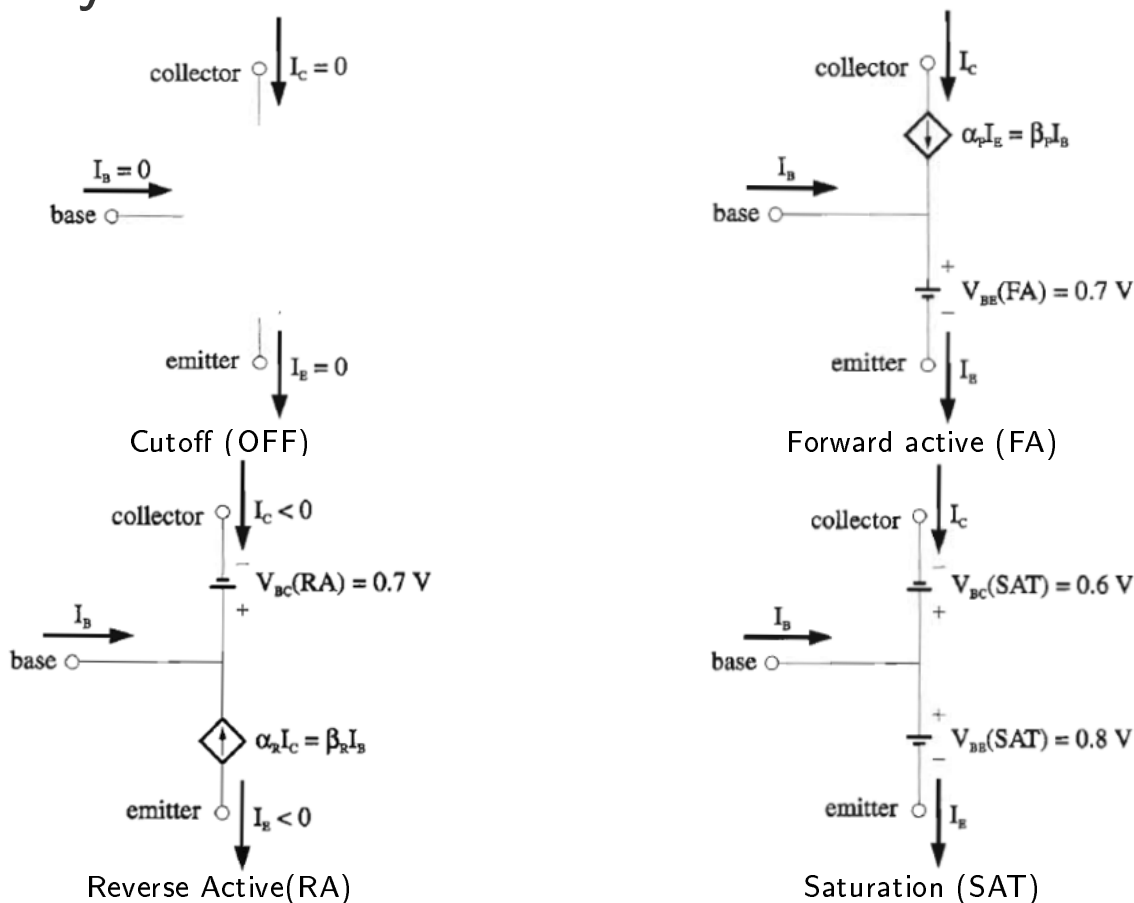 y
collector
I_C = 0
I_B = 0
base
emitter
I_E = 0
Cutoff (OFF)
collector
I_C
α_F I_E = β_F I_B
I_B
base
+
V_BE(FA) = 0.7 V
−
emitter
I_E
Forward active (FA)
collector
I_C < 0
−
V_BC(RA) = 0.7 V
+
I_B
base
α_R I_C = β_R I_B
emitter
I_E < 0
Reverse Active(RA)
collector
I_C
−
V_BC(SAT) = 0.6 V
+
I_B
base
+
V_BE(SAT) = 0.8 V
−
emitter
I_E
Saturation (SAT)